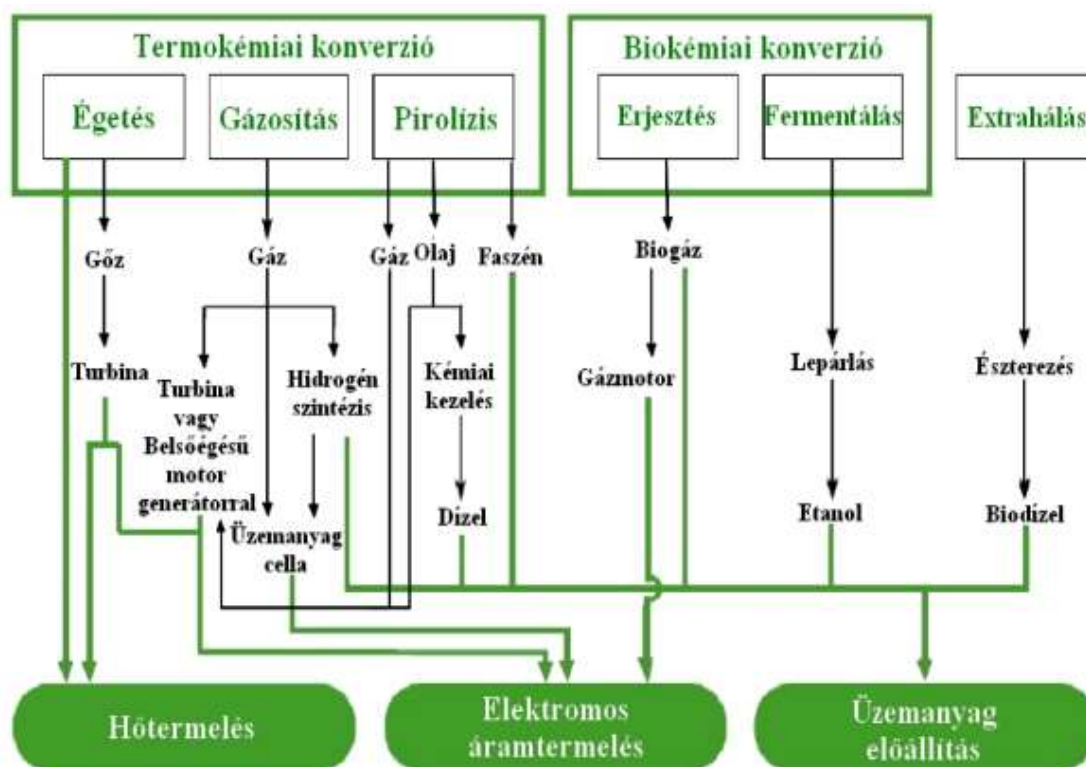 Termokémiai konverzió
Biokémiai konverzió
Égetés
Gázosítás
Pirolízis
Erjesztés
Fermentálás
Extrahálás
Gőz
Gáz
Gáz
Olaj
Faszén
Biogáz
Turbina
Turbina
vagy
Belsőégésű
motor
generátorral
Hidrogén
szintézis
Kémiai
kezelés
Gázmotor
Lepárlás
Észterezés
Üzemanyag
cella
Dízel
Etanol
Biodízel
Hőtermelés
Elektromos
áramtermelés
Üzemanyag
előállítás